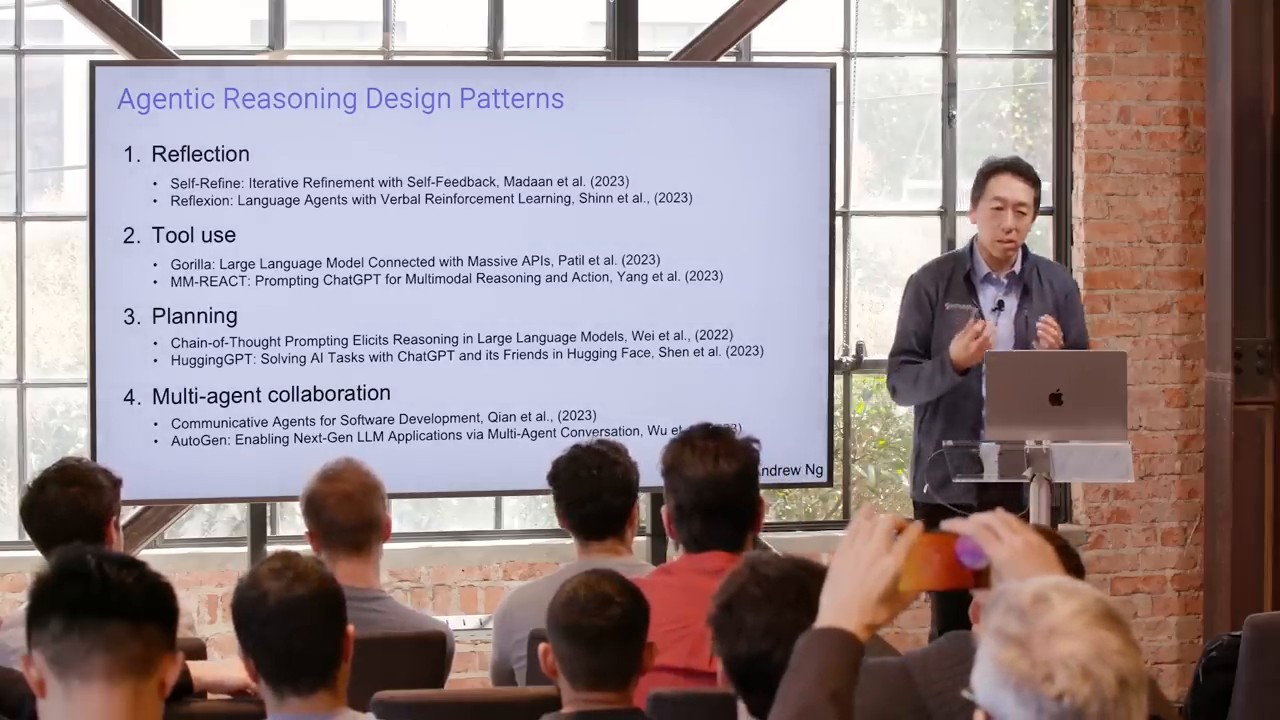 Agentic Reasoning Design Patterns
1. Reflection
• Self-Refine: Iterative Refinement with Self-Feedback, Madaan et al. (2023)
• Reflexion: Language Agents with Verbal Reinforcement Learning, Shinn et al., (2023)
2. Tool use
• Gorilla: Large Language Model Connected with Massive APIs, Patil et al. (2023)
• MM-REACT: Prompting ChatGPT for Multimodal Reasoning and Action, Yang et al. (2023)
3. Planning
• Chain-of-Thought Prompting Elicits Reasoning in Large Language Models, Wei et al., (2022)
• HuggingGPT: Solving AI Tasks with ChatGPT and its Friends in Hugging Face, Shen et al. (2023)
4. Multi-agent collaboration
• Communicative Agents for Software Development, Qian et al., (2023)
• AutoGen: Enabling Next-Gen LLM Applications via Multi-Agent Conversation, Wu et
Ng